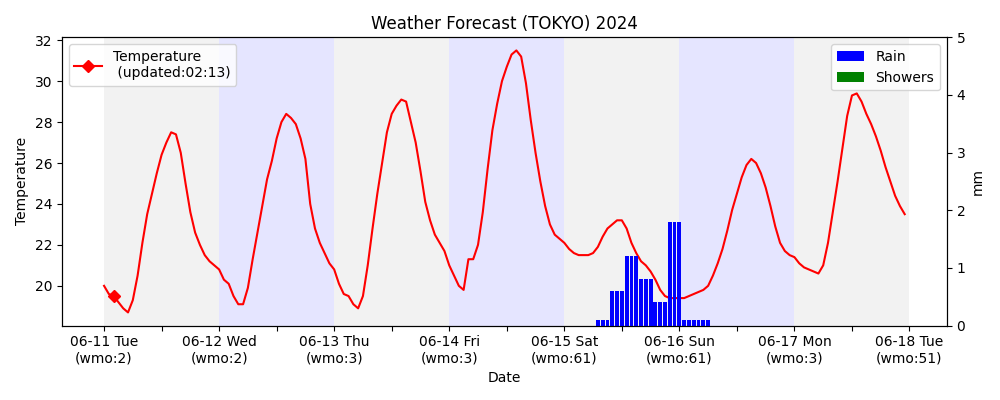 Weather Forecast (TOKYO) 2024
Temperature
(updated:02:13)
Rain
Showers
32
30
28
26
24
22
20
Temperature
5
4
3
2
1
0
mm
06-11 Tue 06-12 Wed 06-13 Thu 06-14 Fri 06-15 Sat 06-16 Sun 06-17 Mon 06-18 Tue
(wmo:2) (wmo:2) (wmo:3) (wmo:3) (wmo:61) (wmo:61) (wmo:3) (wmo:51)
Date